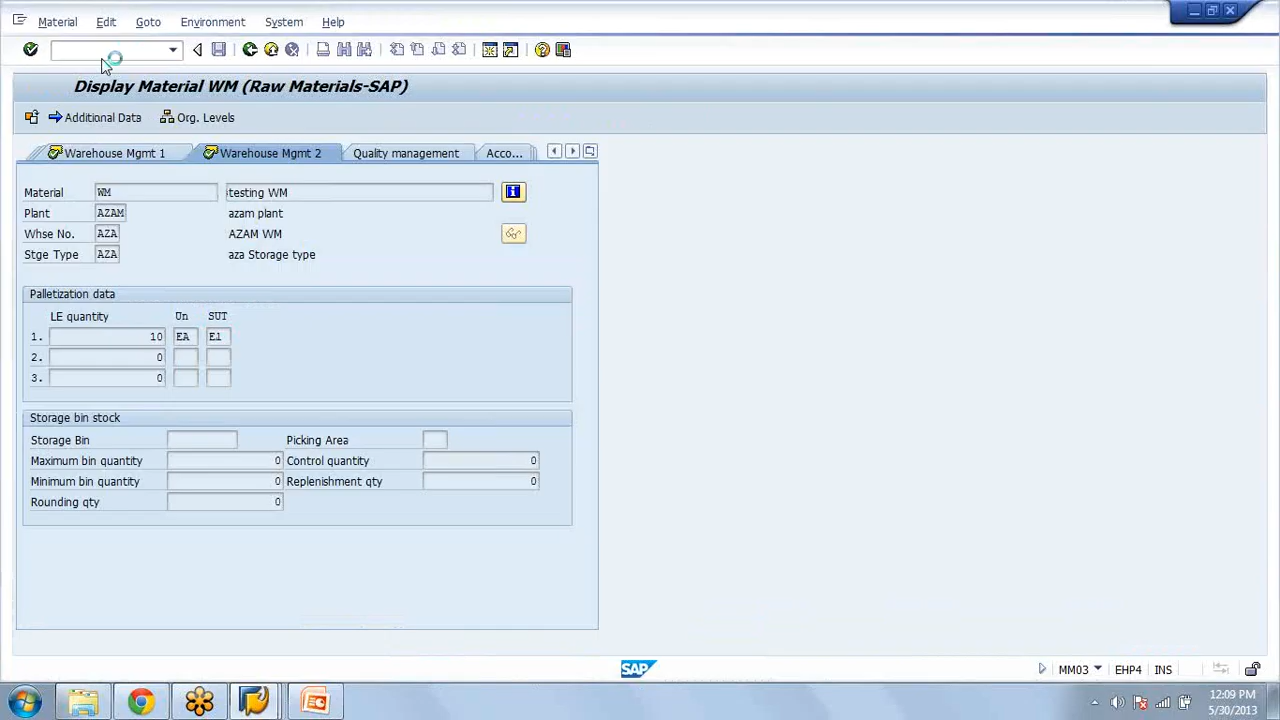 Material Edit Goto Environment System Help
Display Material WM (Raw Materials-SAP)
Additional Data Org. Levels
Warehouse Mgmt 1 Warehouse Mgmt 2 Quality management Acco...
Material WM testing WM
Plant AZAM azam plant
Whse No. AZA AZAM WM
Stge Type AZA aza Storage type
Palletization data
LE quantity Un SUT
1. 10 EA E1
2. 0
3. 0
Storage bin stock
Storage Bin Picking Area
Maximum bin quantity 0 Control quantity 0
Minimum bin quantity 0 Replenishment qty 0
Rounding qty 0
SAP MM03 EHP4 INS
12:09 PM
5/30/2013